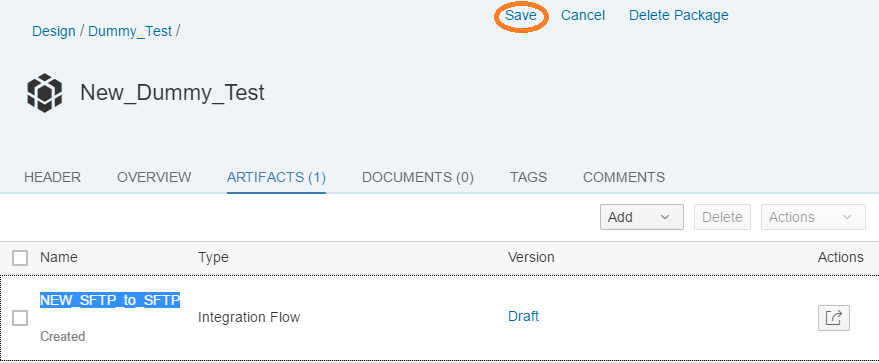 Save Cancel Delete Package
Design / Dummy_Test /
New_Dummy_Test
HEADER OVERVIEW ARTIFACTS (1) DOCUMENTS (0) TAGS COMMENTS
Add Delete Actions
Name Type Version Actions
NEW_SFTP_to_SFTP
Integration Flow Draft
Created